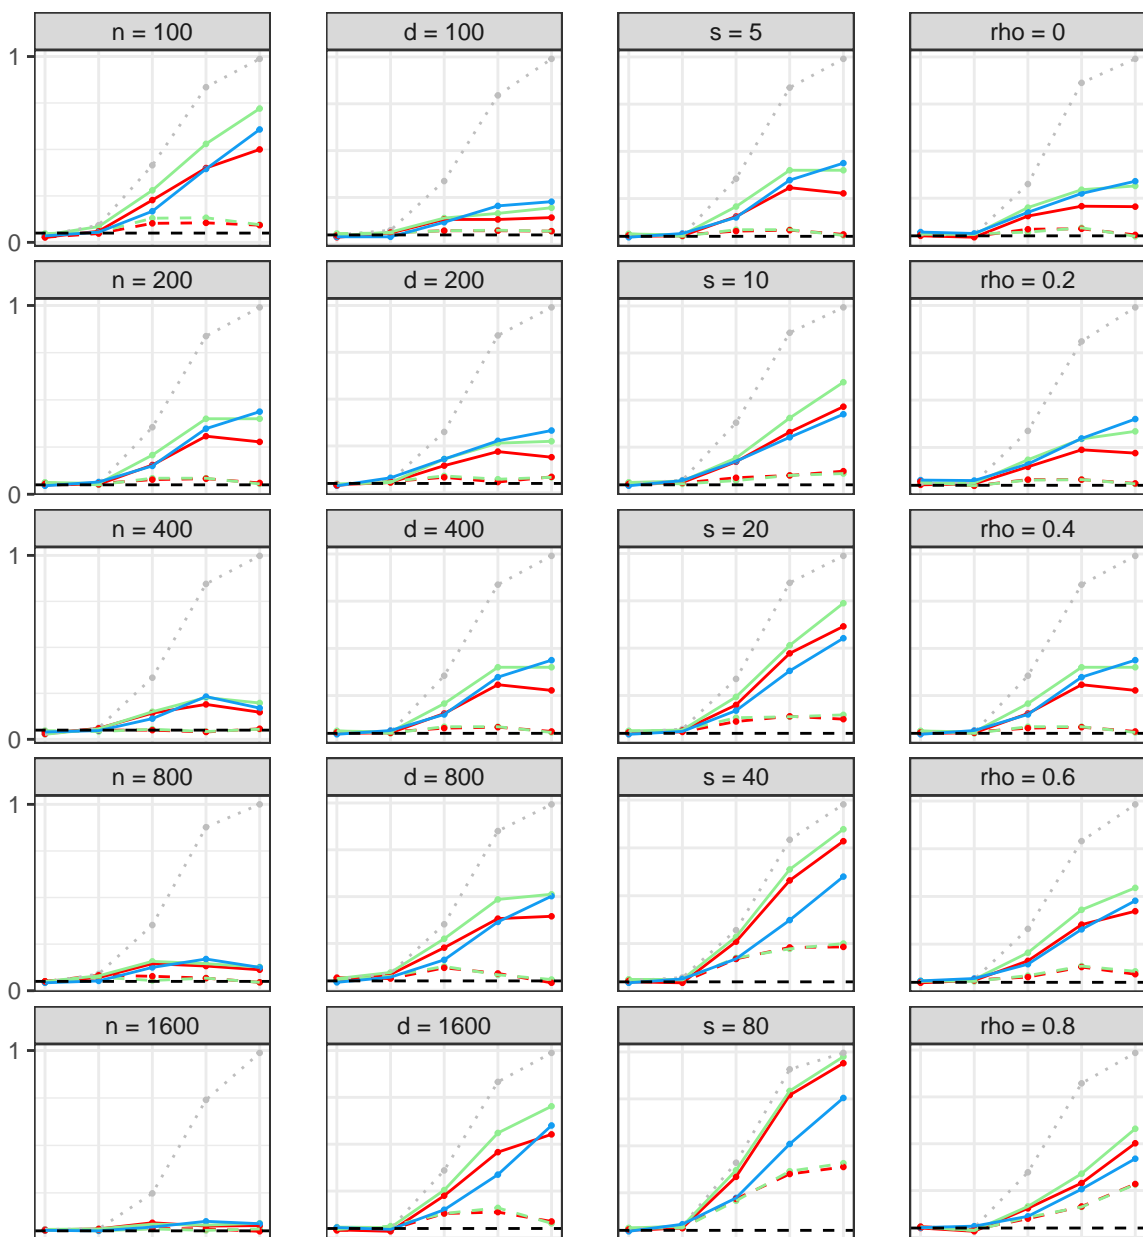 n = 100 d = 100 s = 5 rho = 0
1
0
n = 200 d = 200 s = 10 rho = 0.2
1
0
n = 400 d = 400 s = 20 rho = 0.4
1
0
n = 800 d = 800 s = 40 rho = 0.6
1
0
n = 1600 d = 1600 s = 80 rho = 0.8
1